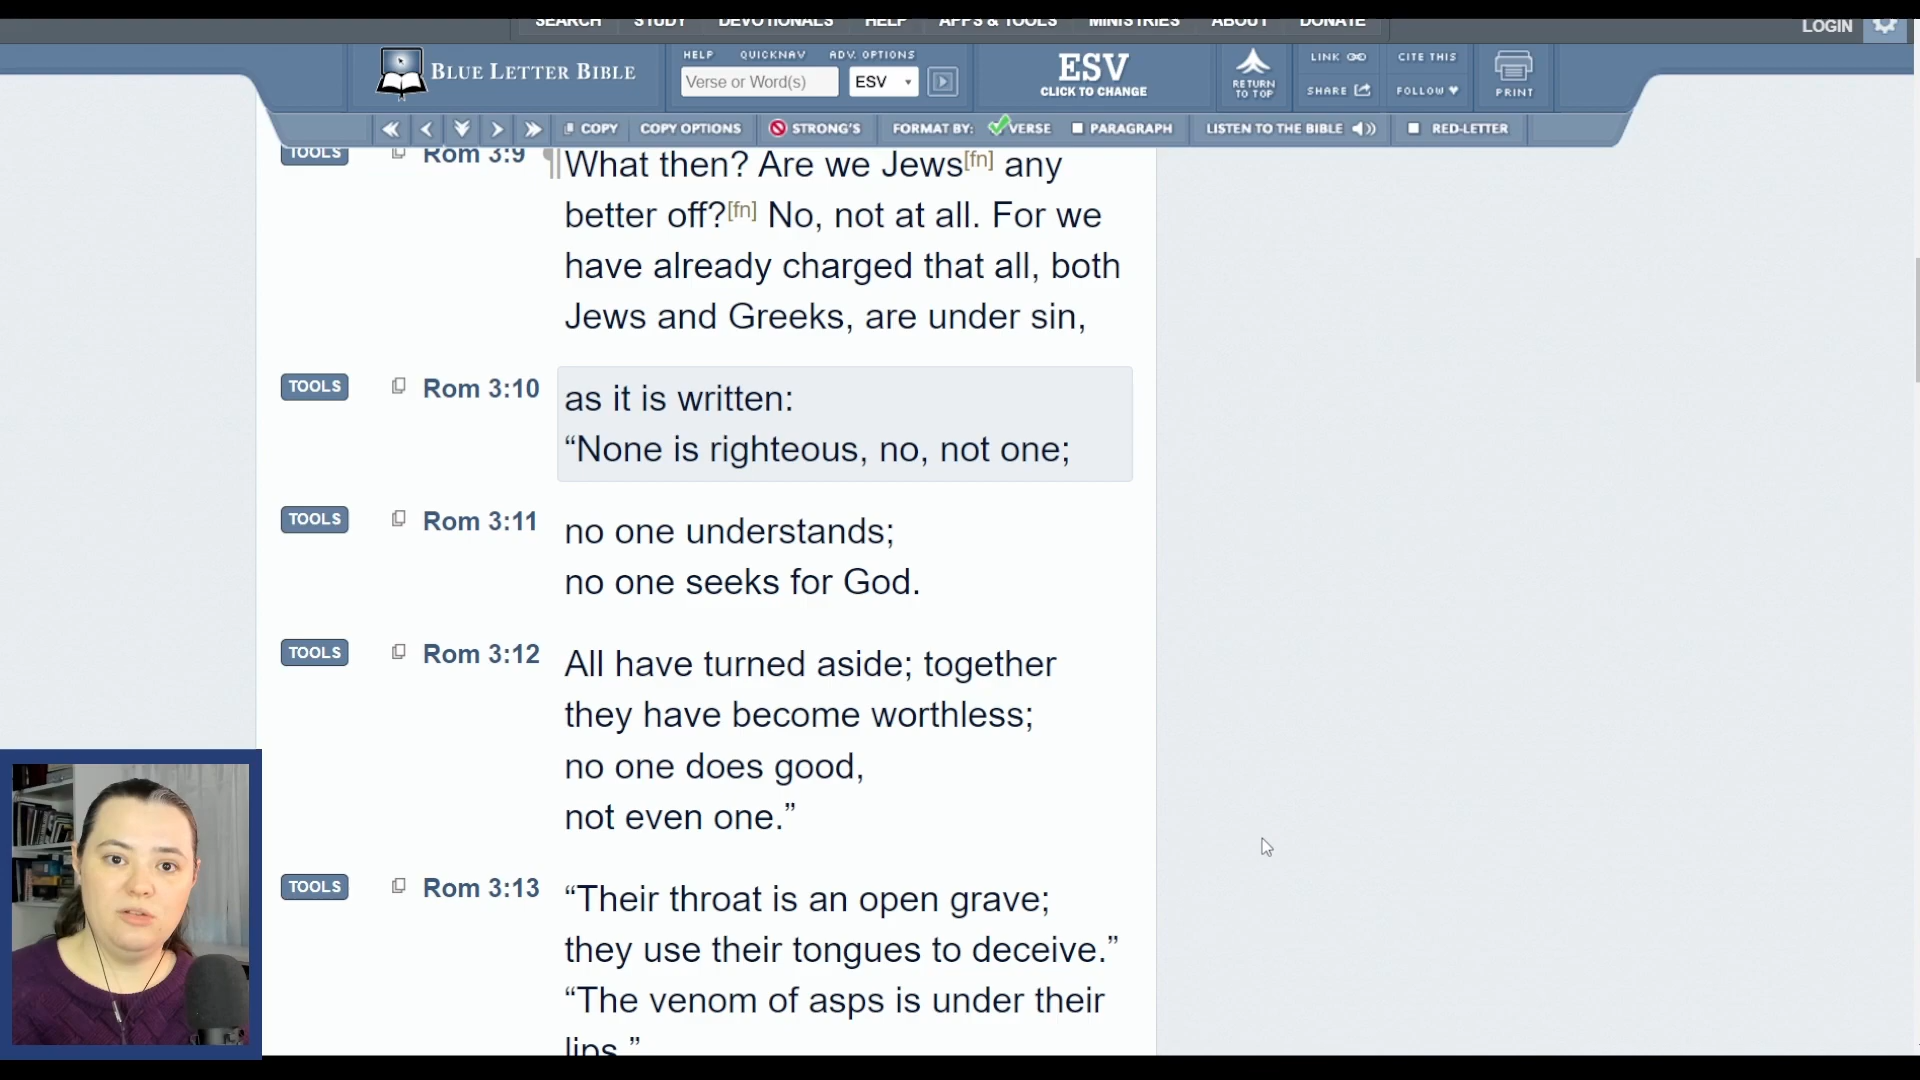 SEARCH STUDY DEVOTIONALS HELP APPS & TOOLS MINISTRIES ABOUT DONATE
LOGIN
BLUE LETTER BIBLE
HELP QUICKNAV ADV. OPTIONS
Verse or Word(s) ESV
ESV
CLICK TO CHANGE
RETURN
TO TOP
LINK CITE THIS
SHARE FOLLOW
PRINT
COPY COPY OPTIONS STRONG'S FORMAT BY: VERSE PARAGRAPH LISTEN TO THE BIBLE RED-LETTER
TOOLS Rom 3:9 ¶What then? Are we Jews[fn] any
better off?[fn] No, not at all. For we
have already charged that all, both
Jews and Greeks, are under sin,
TOOLS Rom 3:10 as it is written:
“None is righteous, no, not one;
TOOLS Rom 3:11 no one understands;
no one seeks for God.
TOOLS Rom 3:12 All have turned aside; together
they have become worthless;
no one does good,
not even one.”
TOOLS Rom 3:13 “Their throat is an open grave;
they use their tongues to deceive.”
“The venom of asps is under their
lips.”